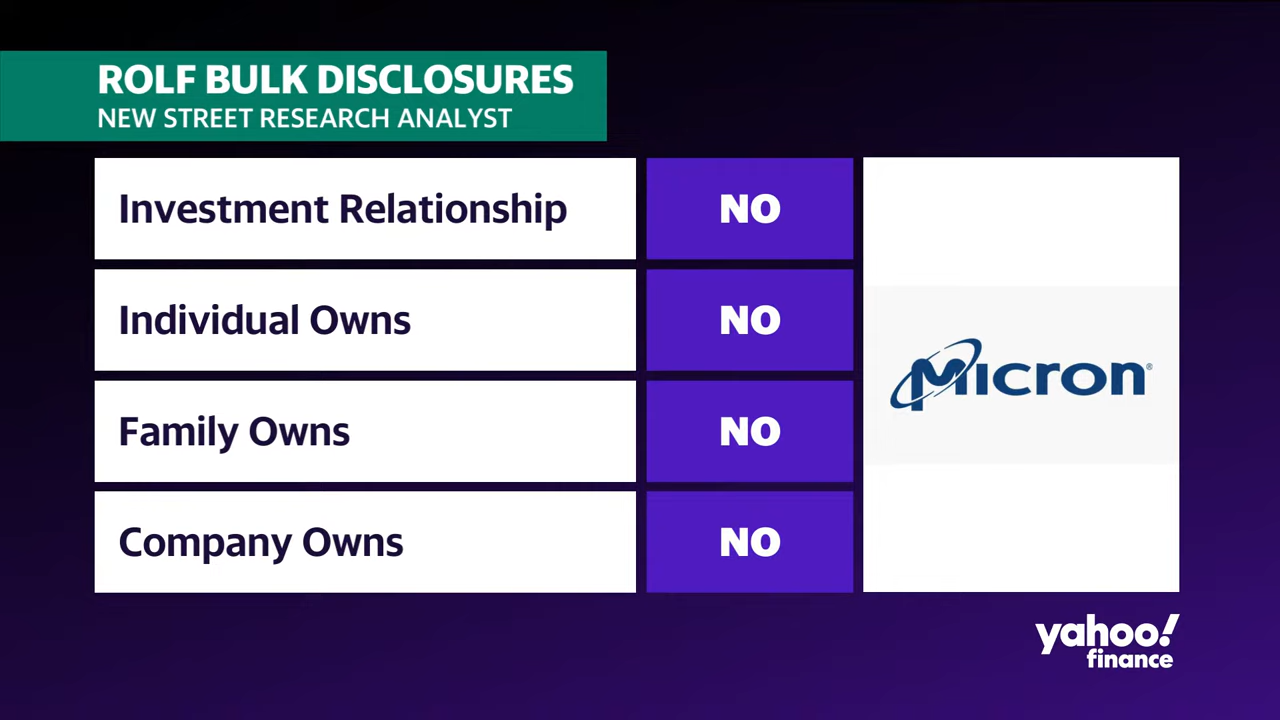 ROLF BULK DISCLOSURES
NEW STREET RESEARCH ANALYST
Investment Relationship
NO
Individual Owns
NO
Family Owns
NO
Company Owns
NO
Micron®
yahoo!
finance